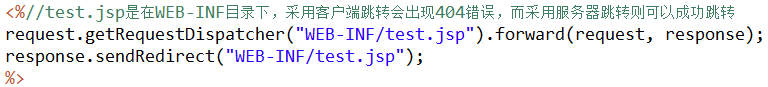 <%//test.jsp是在WEB-INF目录下，采用客户端跳转会出现404错误，而采用服务器跳转则可以成功跳转
request.getRequestDispatcher("WEB-INF/test.jsp").forward(request, response);
response.sendRedirect("WEB-INF/test.jsp");
%>